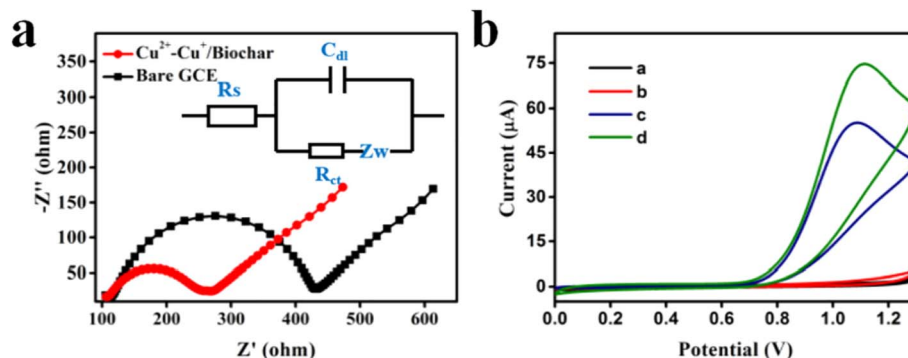 a
Cu²⁺-Cu⁺/Biochar
Bare GCE
Rs
C_dl
R_ct
Zw
-Z'' (ohm)
350
300
250
200
150
100
50
100 200 300 400 500 600
Z' (ohm)
b
a
b
c
d
Current(μA)
75
60
45
30
15
0
0.0 0.2 0.4 0.6 0.8 1.0 1.2
Potential (V)